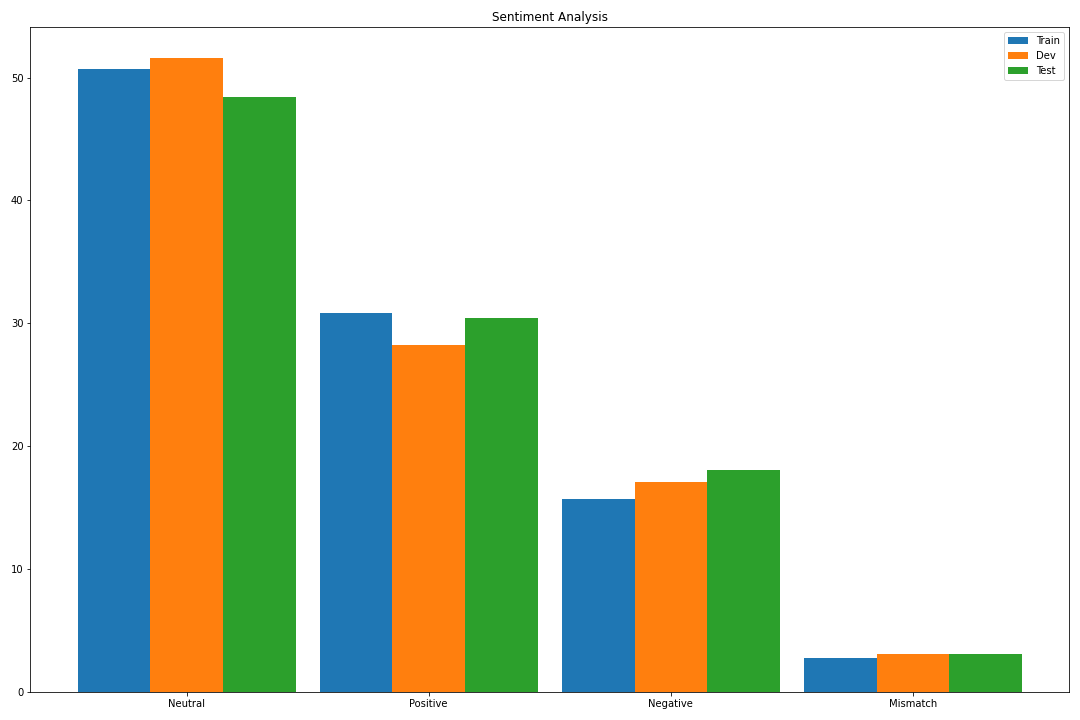 Sentiment Analysis
Train
Dev
Test
50
40
30
20
10
0
Neutral Positive Negative Mismatch